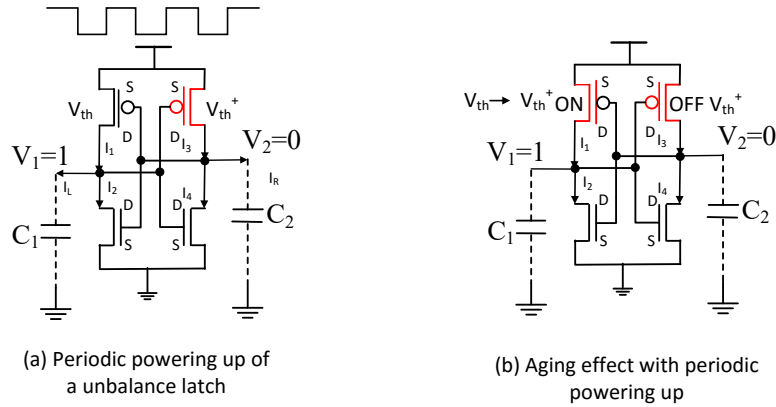 S
S
V_th
V_th^+
D
D
I_1
I_3
V_1=1
V_2=0
I_L
I_2
I_4
I_R
D
D
C_1
C_2
S
S
(a) Periodic powering up of
a unbalance latch
S
S
V_th → V_th^+ ON
OFF V_th^+
D
D
I_1
I_3
V_1=1
V_2=0
I_2
I_4
D
D
C_1
C_2
S
S
(b) Aging effect with periodic
powering up